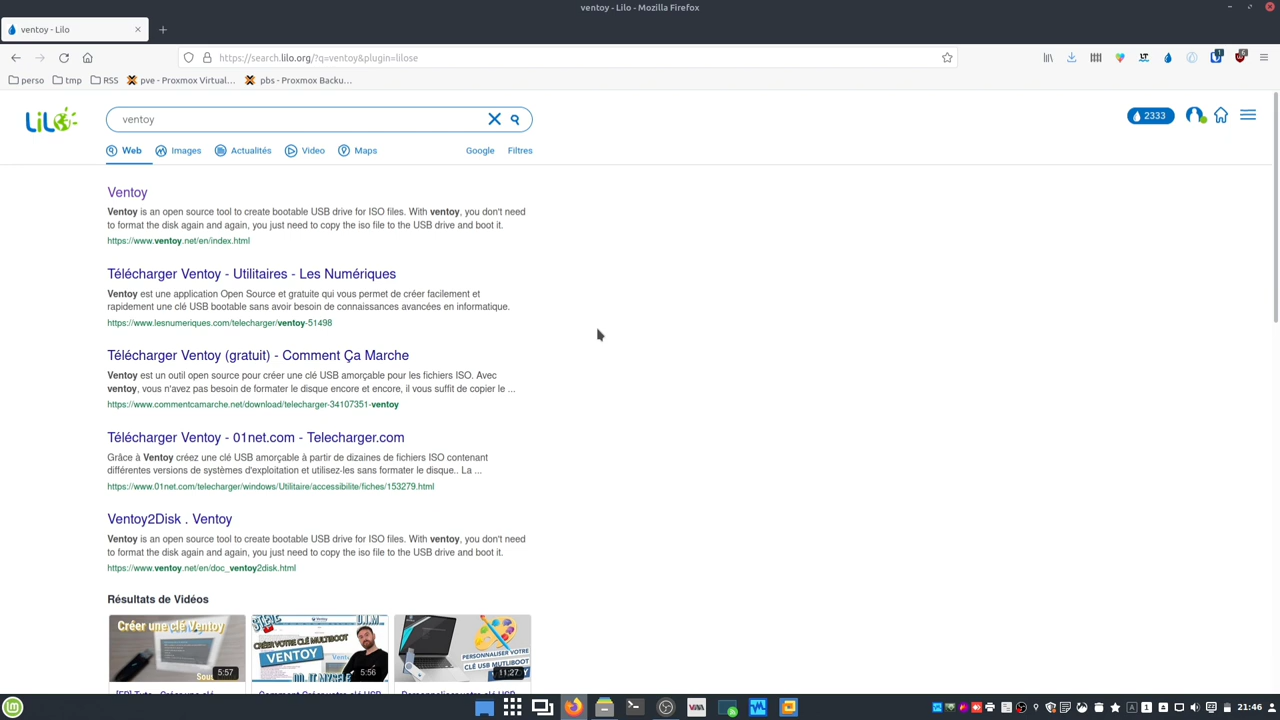 ventoy - Lilo - Mozilla Firefox
ventoy - Lilo
https://search.lilo.org/?q=ventoy&plugin=lilose
perso
tmp
RSS
pve - Proxmox Virtual…
pbs - Proxmox Backu…
LiLO
ventoy
2333
Web
Images
Actualités
Video
Maps
Google
Filtres
Ventoy
Ventoy is an open source tool to create bootable USB drive for ISO files. With ventoy, you don't need
to format the disk again and again, you just need to copy the iso file to the USB drive and boot it.
https://www.ventoy.net/en/index.html
Télécharger Ventoy - Utilitaires - Les Numériques
Ventoy est une application Open Source et gratuite qui vous permet de créer facilement et
rapidement une clé USB bootable sans avoir besoin de connaissances avancées en informatique.
https://www.lesnumeriques.com/telecharger/ventoy-51498
Télécharger Ventoy (gratuit) - Comment Ça Marche
Ventoy est un outil open source pour créer une clé USB amorçable pour les fichiers ISO. Avec
ventoy, vous n'avez pas besoin de formater le disque encore et encore, il vous suffit de copier le ...
https://www.commentcamarche.net/download/telecharger-34107351-ventoy
Télécharger Ventoy - 01net.com - Telecharger.com
Grâce à Ventoy créez une clé USB amorçable à partir de dizaines de fichiers ISO contenant
différentes versions de systèmes d'exploitation et utilisez-les sans formater le disque.. La ...
https://www.01net.com/telecharger/windows/Utilitaire/accessibilite/fiches/153279.html
Ventoy2Disk . Ventoy
Ventoy is an open source tool to create bootable USB drive for ISO files. With ventoy, you don't need
to format the disk again and again, you just need to copy the iso file to the USB drive and boot it.
https://www.ventoy.net/en/doc_ventoy2disk.html
Résultats de Vidéos
Créer une clé Ventoy
5:57
CRÉER VOTRE CLÉ MULTIBOOT
VENTOY
5:56
PERSONNALISER VOTRE
CLÉ USB MUTLIBOOT
11:27
21:46